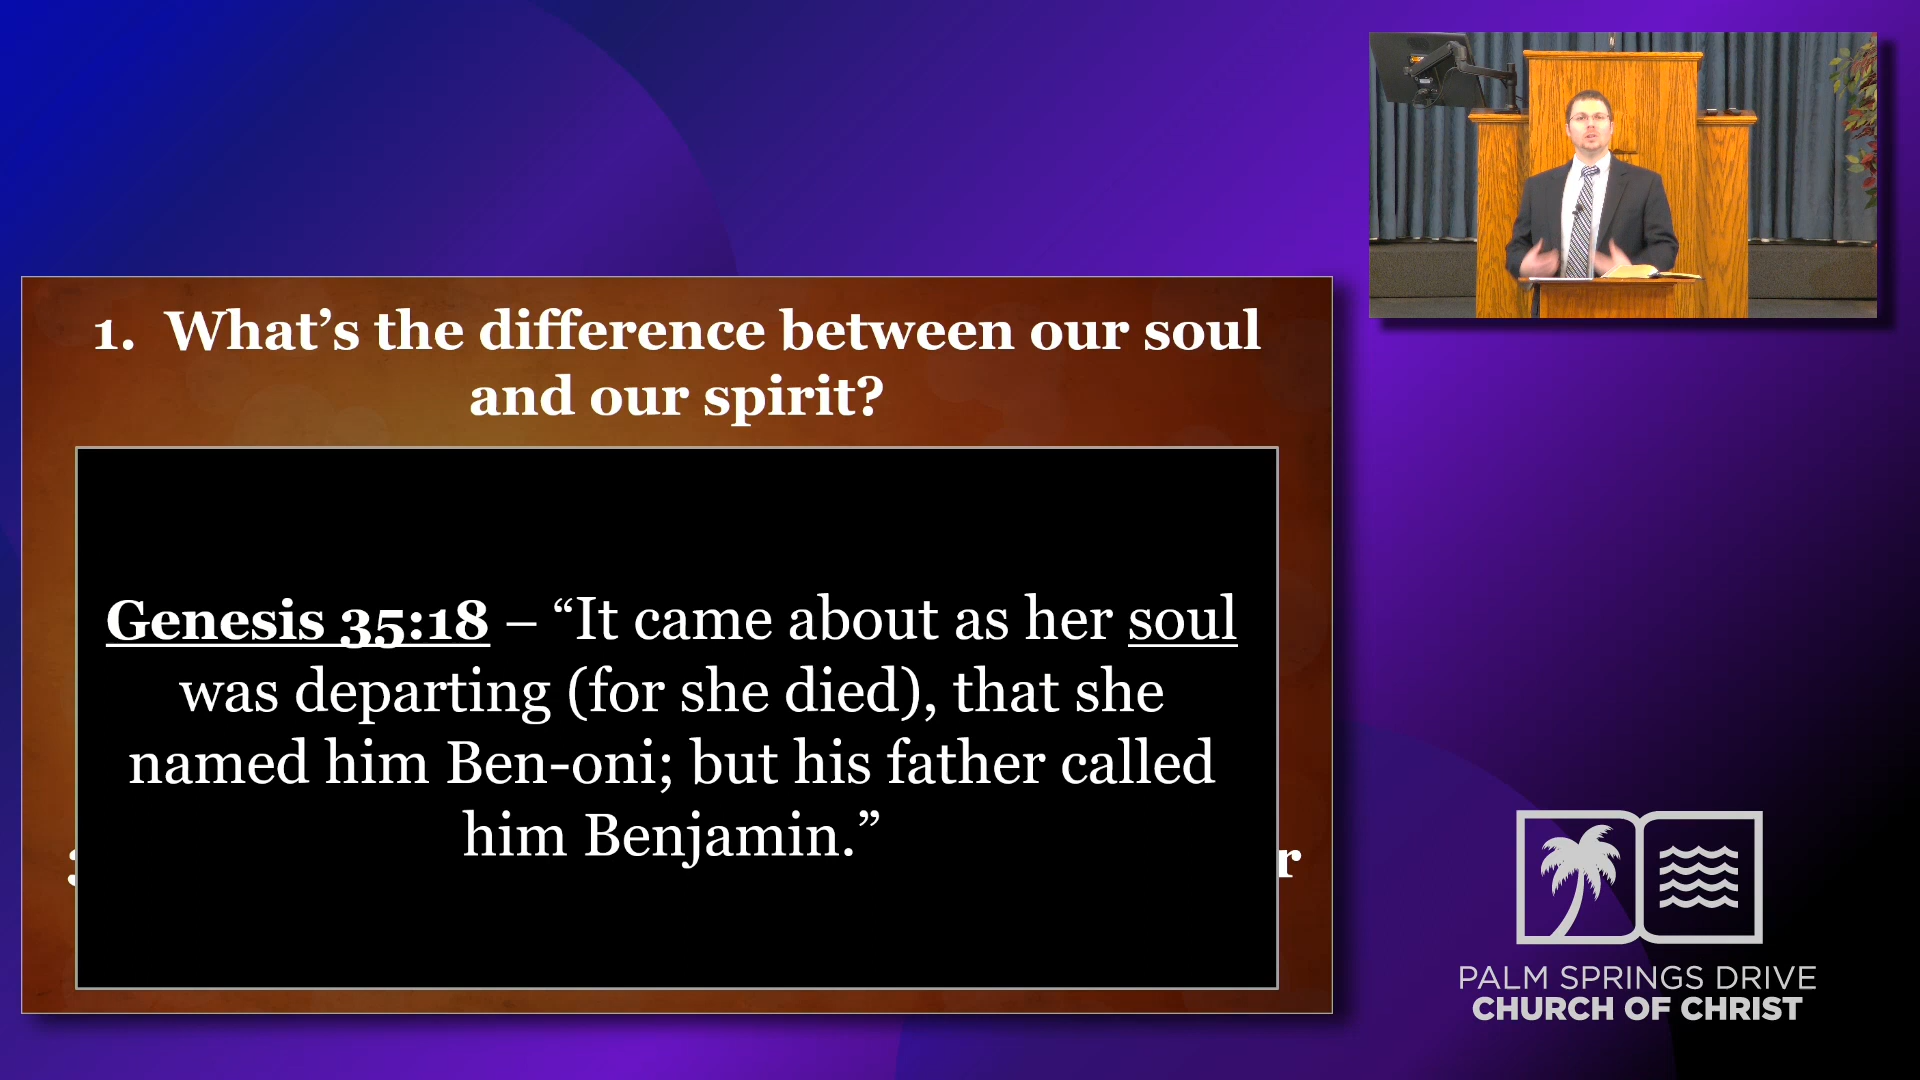 1. What’s the difference between our soul
and our spirit?
Genesis 35:18 – “It came about as her soul
was departing (for she died), that she
named him Ben-oni; but his father called
him Benjamin.”
r
PALM SPRINGS DRIVE
CHURCH OF CHRIST